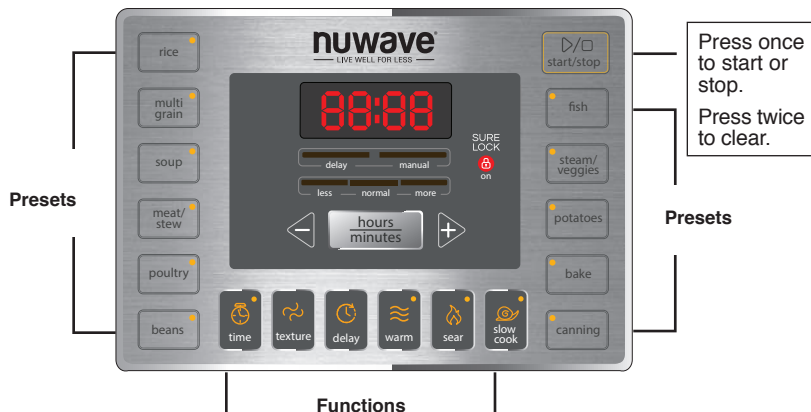 nuwave®
LIVE WELL FOR LESS
rice
multi
grain
soup
meat/
stew
poultry
beans
Presets
88:88
delay
manual
less
normal
more
SURE
LOCK
on
−
hours
minutes
+
time
texture
delay
warm
sear
slow
cook
Functions
start/stop
fish
steam/
veggies
potatoes
bake
canning
Presets
Press once
to start or
stop.
Press twice
to clear.